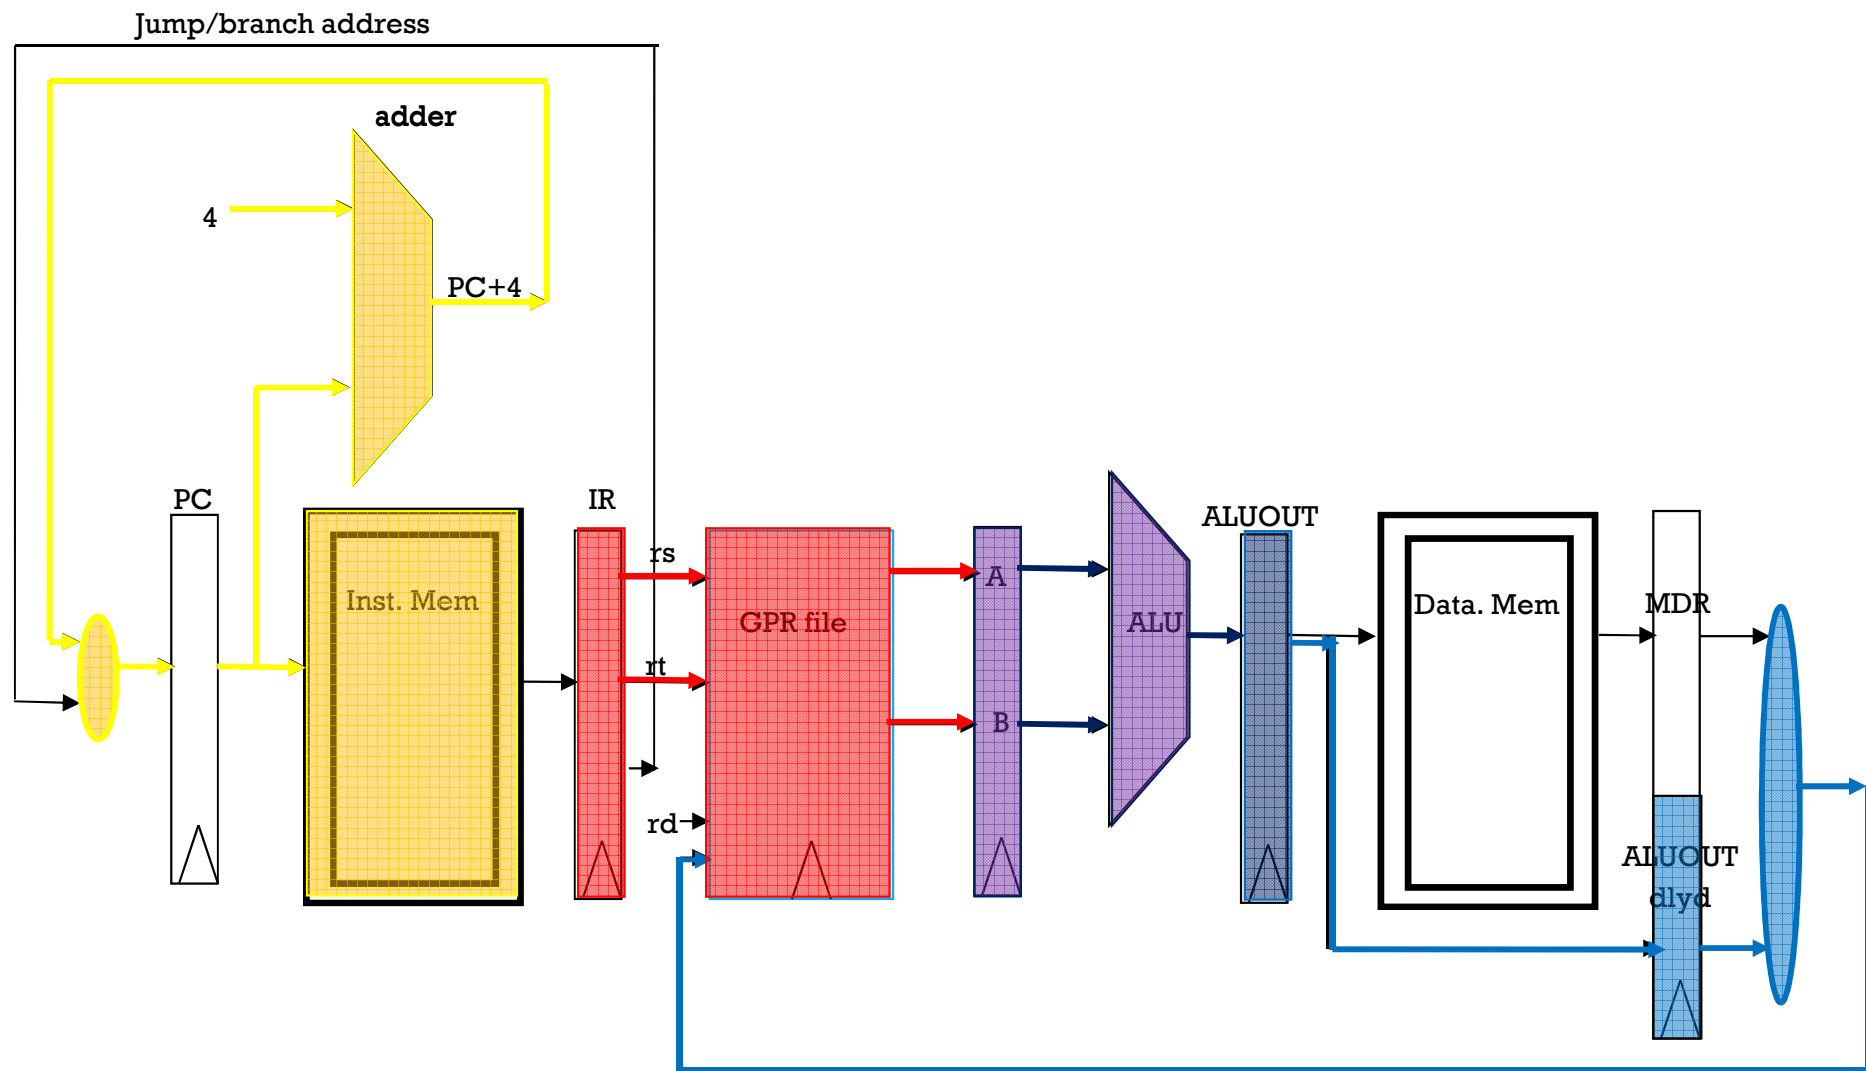 Jump/branch address
adder
4
PC+4
PC
IR
ALUOUT
rs
Inst. Mem
GPR file
A
ALU
Data. Mem
MDR
rt
B
rd
ALUOUT
dlyd